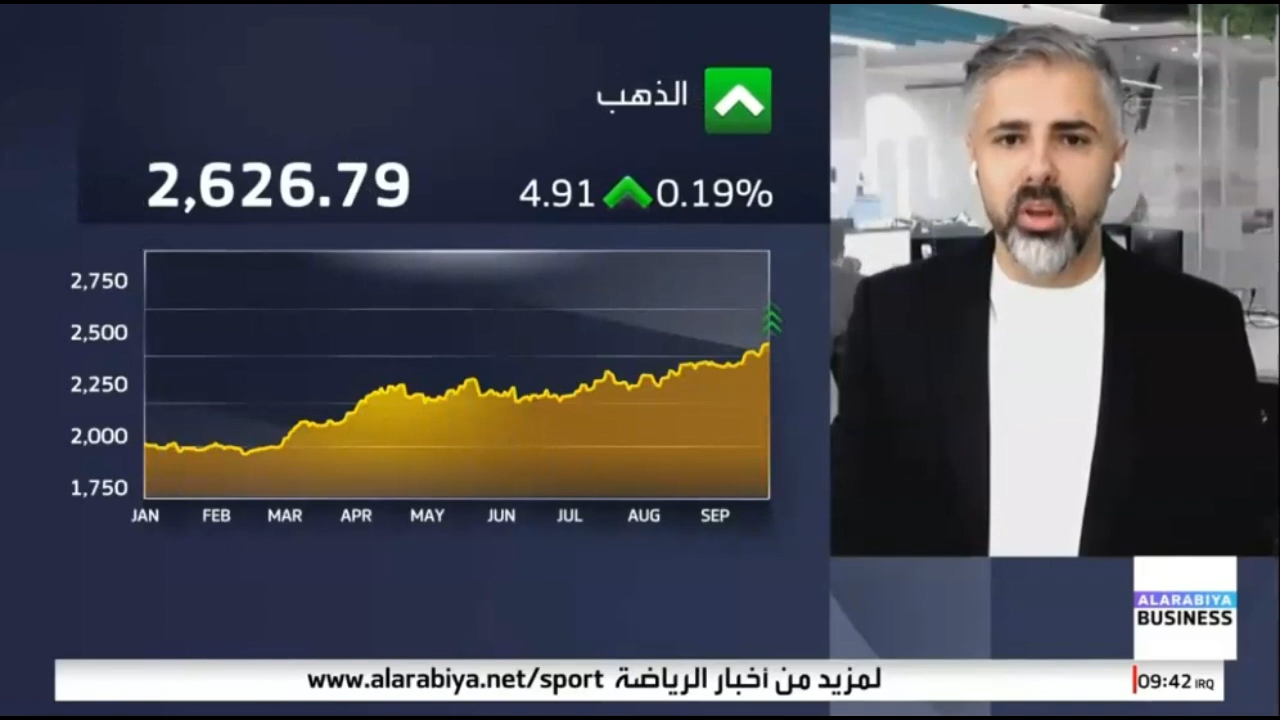 الذهب
2,626.79
4.91 0.19%
2,750
2,500
2,250
2,000
1,750
JAN FEB MAR APR MAY JUN JUL AUG SEP
ALARABIYA
BUSINESS
لمزيد من أخبار الرياضة www.alarabiya.net/sport
09:42 IRQ